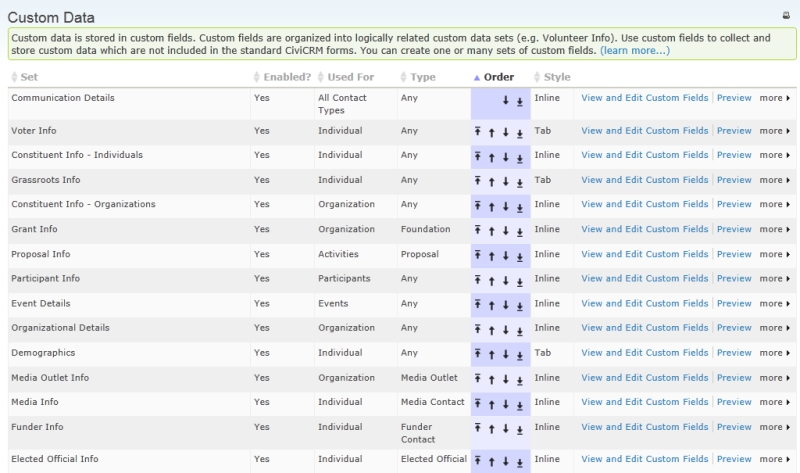 Custom Data
Custom data is stored in custom fields. Custom fields are organized into logically related custom data sets (e.g. Volunteer Info). Use custom fields to collect and
store custom data which are not included in the standard CiviCRM forms. You can create one or many sets of custom fields. (learn more...)
Set Enabled? Used For Type Order Style
Communication Details Yes All Contact Any Inline View and Edit Custom Fields Preview more
Types
Voter Info Yes Individual Any Tab View and Edit Custom Fields Preview more
Constituent Info - Individuals Yes Individual Any Inline View and Edit Custom Fields Preview more
Grassroots Info Yes Individual Any Tab View and Edit Custom Fields Preview more
Constituent Info - Organizations Yes Organization Any Inline View and Edit Custom Fields Preview more
Grant Info Yes Organization Foundation Inline View and Edit Custom Fields Preview more
Proposal Info Yes Activities Proposal Inline View and Edit Custom Fields Preview more
Participant Info Yes Participants Any Inline View and Edit Custom Fields Preview more
Event Details Yes Events Any Inline View and Edit Custom Fields Preview more
Organizational Details Yes Organization Any Inline View and Edit Custom Fields Preview more
Demographics Yes Individual Any Tab View and Edit Custom Fields Preview more
Media Outlet Info Yes Organization Media Outlet Inline View and Edit Custom Fields Preview more
Media Info Yes Individual Media Contact Inline View and Edit Custom Fields Preview more
Funder Info Yes Individual Funder Inline View and Edit Custom Fields Preview more
Contact
Elected Official Info Yes Individual Elected Official Inline View and Edit Custom Fields Preview more